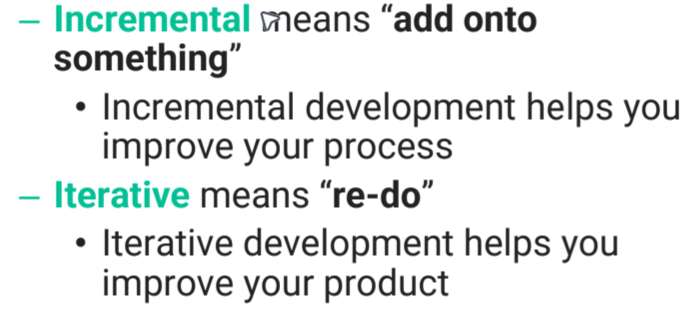 – Incremental means “add onto
something”
• Incremental development helps you
improve your process
– Iterative means “re-do”
• Iterative development helps you
improve your product